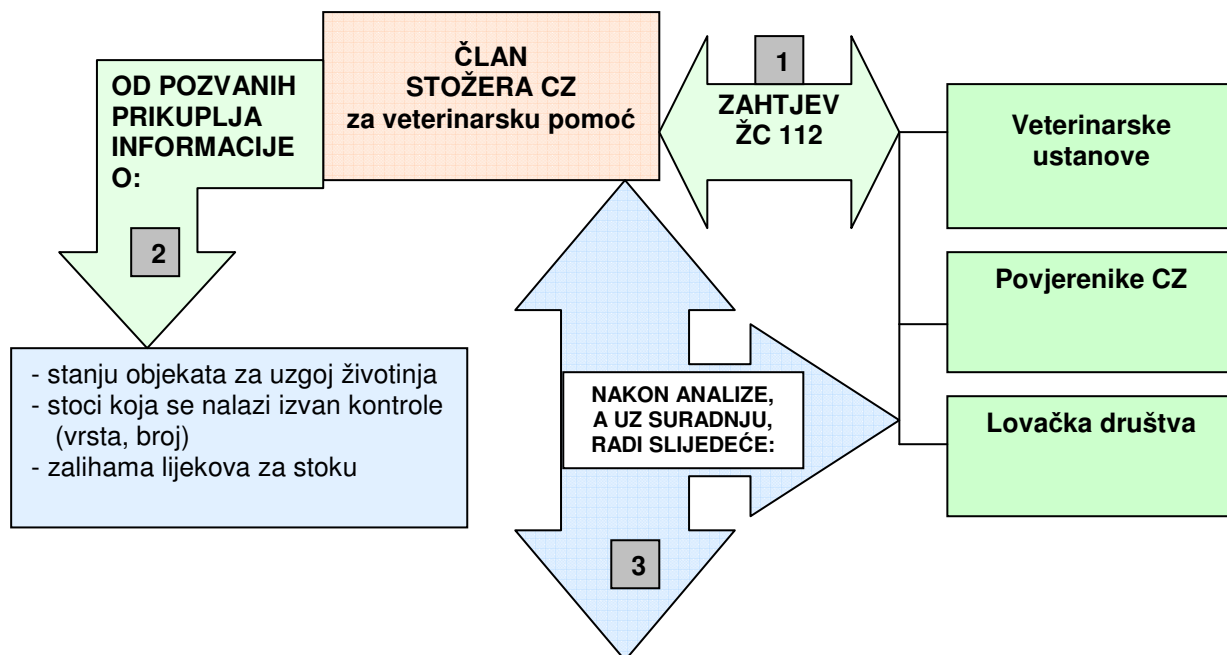 ČLAN
STOŽERA CZ
za veterinarsku pomoć
OD POZVANIH
PRIKUPLJA
INFORMACIJE
O:
1
ZAHTJEV
ŽC 112
Veterinarske
ustanove
2
Povjerenike CZ
- stanju objekata za uzgoj životinja
- stoci koja se nalazi izvan kontrole
(vrsta, broj)
- zalihama lijekova za stoku
NAKON ANALIZE,
A UZ SURADNJU,
RADI SLIJEDEĆE:
Lovačka društva
3